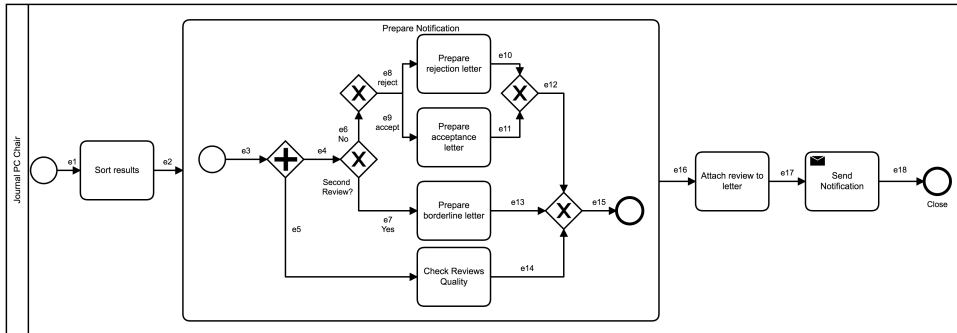 Journal PC Chair
e1
Sort results
e2
Prepare Notification
e3
e4
e5
e6
No
Second
Review?
e7
Yes
e8
reject
e9
accept
Prepare
rejection letter
Prepare
acceptance
letter
e10
e11
e12
Prepare
borderline letter
e13
Check Reviews
Quality
e14
e15
e16
Attach review to
letter
e17
Send
Notification
e18
Close